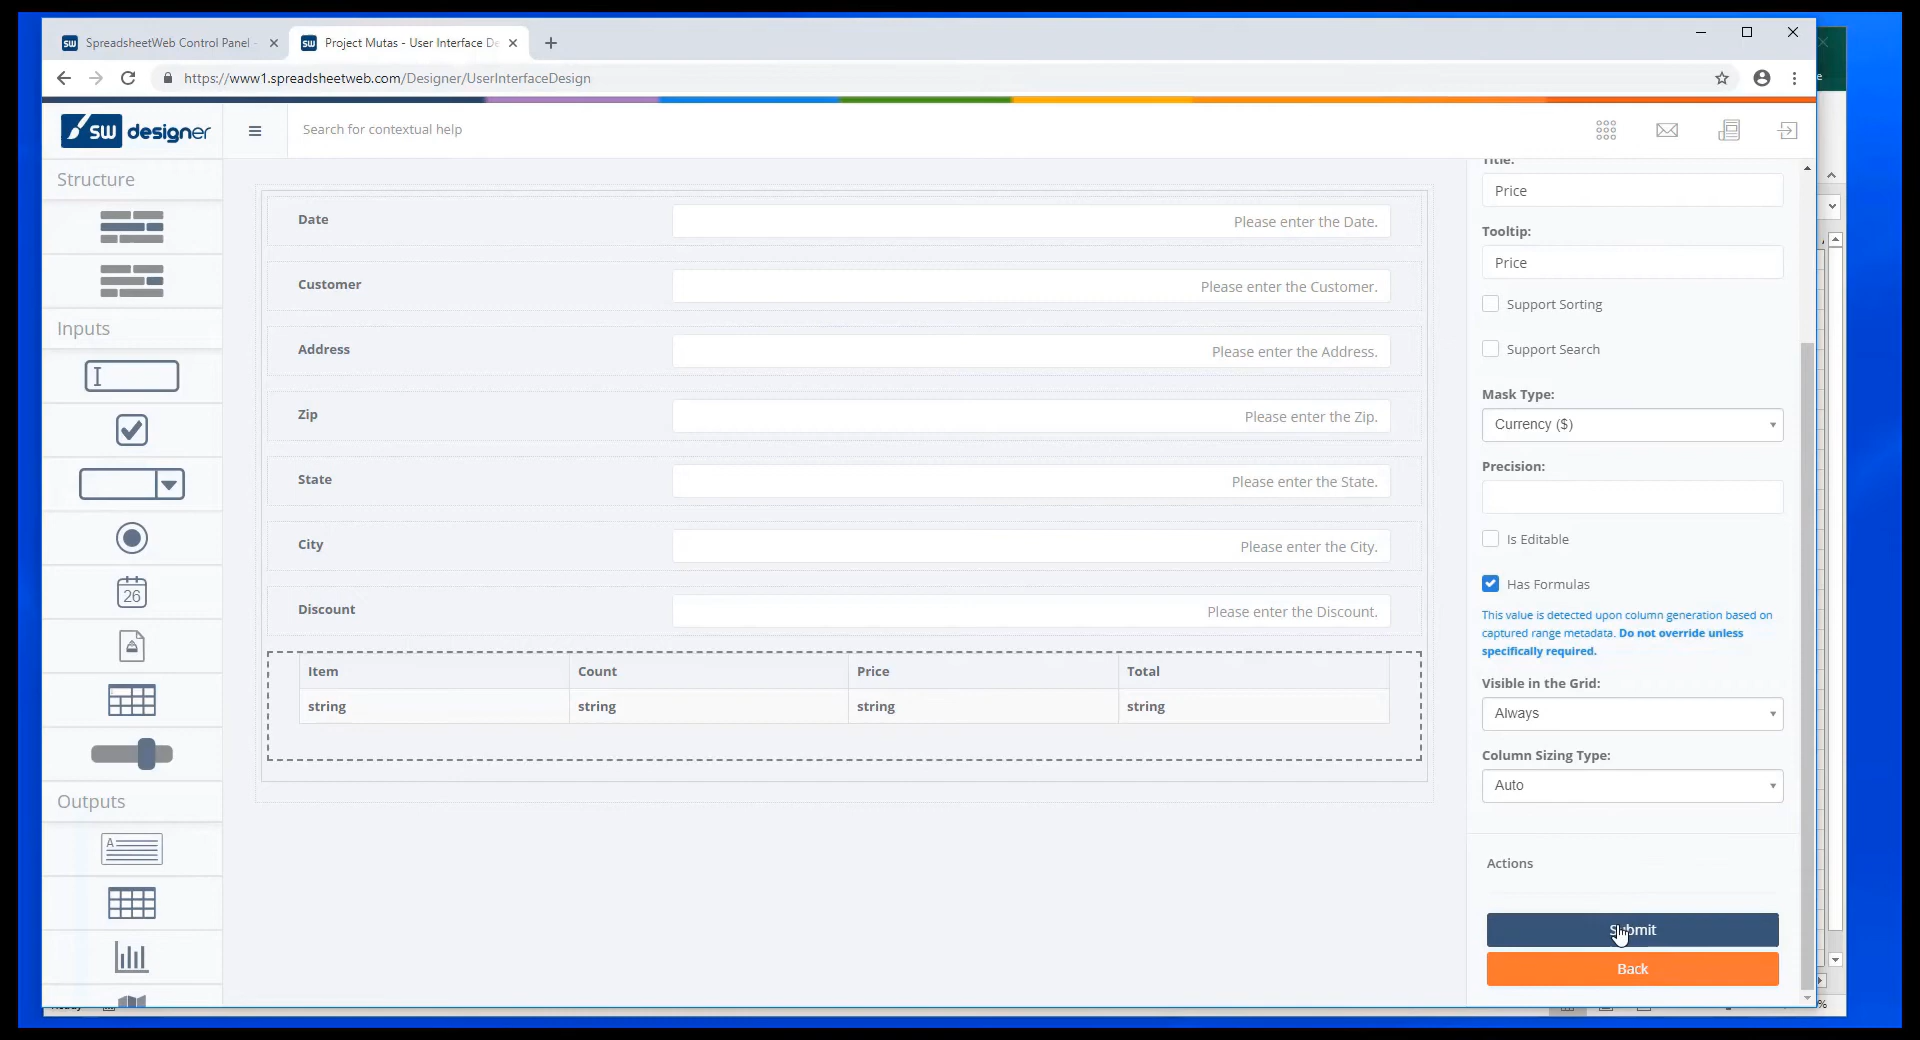 SpreadsheetWeb Control Panel -
Project Mutas - User Interface De
https://www1.spreadsheetweb.com/Designer/UserInterfaceDesign
SW designer
Search for contextual help
Structure
Inputs
26
Outputs
A
Date
Please enter the Date.
Customer
Please enter the Customer.
Address
Please enter the Address.
Zip
Please enter the Zip.
State
Please enter the State.
City
Please enter the City.
Discount
Please enter the Discount.
Item Count Price Total
string string string string
Title:
Price
Tooltip:
Price
Support Sorting
Support Search
Mask Type:
Currency ($)
Precision:
Is Editable
Has Formulas
This value is detected upon column generation based on
captured range metadata. Do not override unless
specifically required.
Visible in the Grid:
Always
Column Sizing Type:
Auto
Actions
Submit
Back